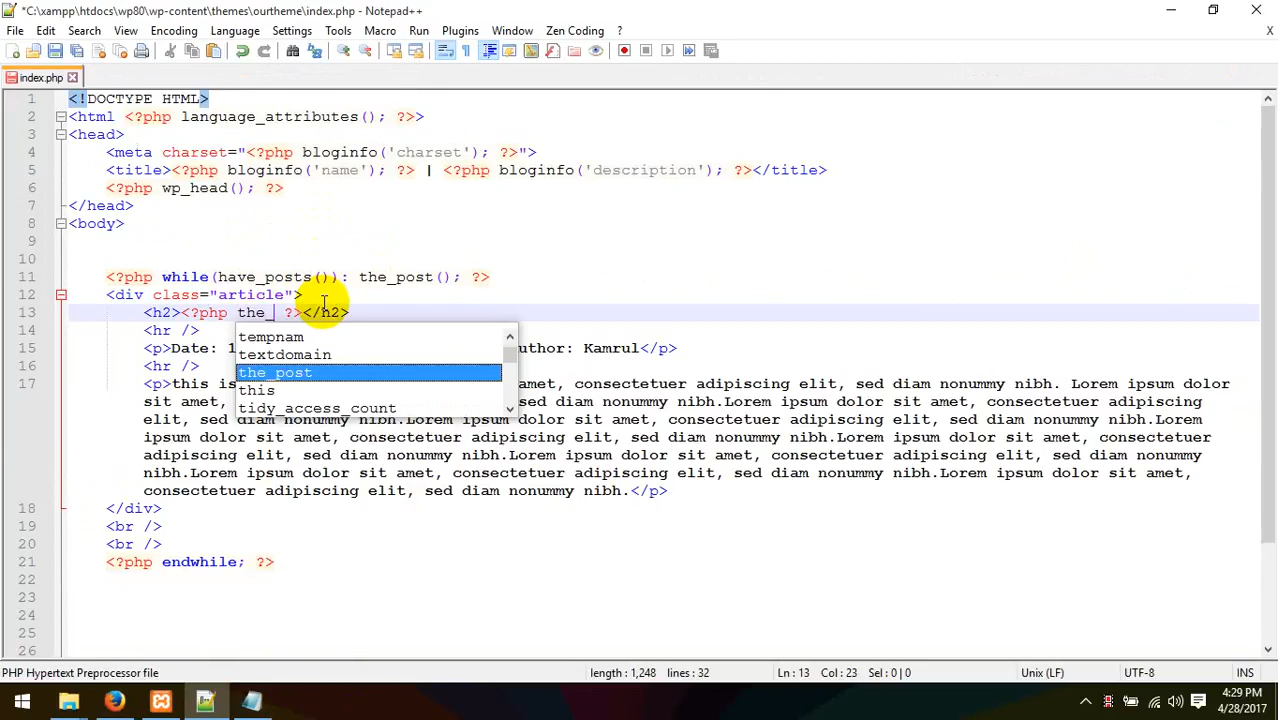 *C:\xampp\htdocs\wp80\wp-content\themes\ourtheme\index.php - Notepad++
File Edit Search View Encoding Language Settings Tools Macro Run Plugins Window Zen Coding ?
X
index.php
1 <!DOCTYPE HTML>
2 <html <?php language_attributes(); ?>>
3 <head>
4 <meta charset="<?php bloginfo('charset'); ?>">
5 <title><?php bloginfo('name'); ?> | <?php bloginfo('description'); ?></title>
6 <?php wp_head(); ?>
7 </head>
8 <body>
9
10
11 <?php while(have_posts()): the_post(); ?>
12 <div class="article">
13 <h2><?php the_ ?></h2>
14 <hr />
tempnam
15 <p>Date: 1 uthor: Kamrul</p>
textdomain
16 <hr />
the_post
17 <p>this is amet, consectetuer adipiscing elit, sed diam nonummy nibh. Lorem ipsum dolor
this
sit amet, consectetuer adipiscing elit, sed diam nonummy nibh.Lorem ipsum dolor sit amet, consectetuer adipiscing
tidy_access_count
elit, sed diam nonummy nibh.Lorem ipsum dolor sit amet, consectetuer adipiscing elit, sed diam nonummy nibh.Lorem
ipsum dolor sit amet, consectetuer adipiscing elit, sed diam nonummy nibh.Lorem ipsum dolor sit amet, consectetuer
adipiscing elit, sed diam nonummy nibh.Lorem ipsum dolor sit amet, consectetuer adipiscing elit, sed diam nonummy
nibh.Lorem ipsum dolor sit amet, consectetuer adipiscing elit, sed diam nonummy nibh.Lorem ipsum dolor sit amet,
consectetuer adipiscing elit, sed diam nonummy nibh.</p>
18 </div>
19 <br />
20 <br />
21 <?php endwhile; ?>
22
23
24
25
26
PHP Hypertext Preprocessor file length : 1,248 lines : 32 Ln : 13 Col : 23 Sel : 0 | 0 Unix (LF) UTF-8 INS
4:29 PM
4/28/2017